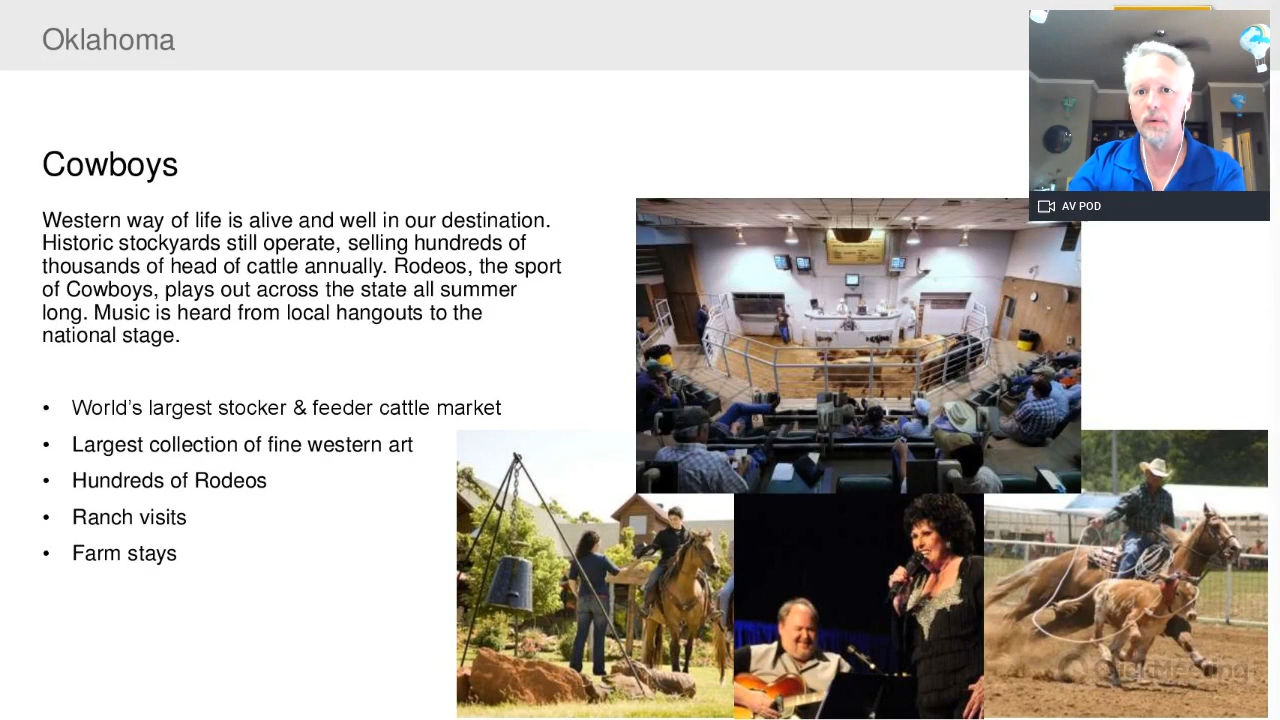 Oklahoma
AV POD
Cowboys
Western way of life is alive and well in our destination.
Historic stockyards still operate, selling hundreds of
thousands of head of cattle annually. Rodeos, the sport
of Cowboys, plays out across the state all summer
long. Music is heard from local hangouts to the
national stage.
• World’s largest stocker & feeder cattle market
• Largest collection of fine western art
• Hundreds of Rodeos
• Ranch visits
• Farm stays
ClickMeeting